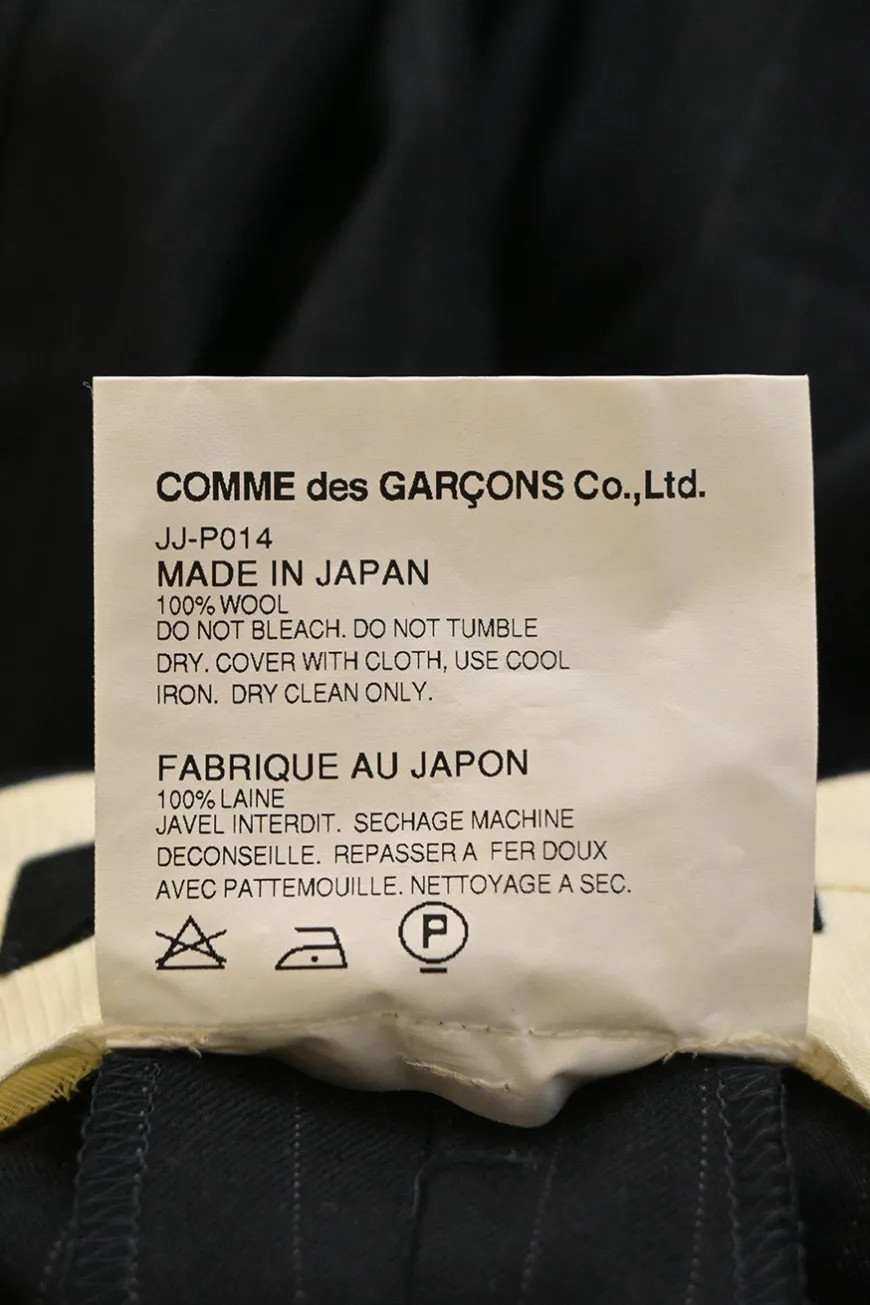 COMME des GARÇONS Co.,Ltd.
JJ-P014
MADE IN JAPAN
100% WOOL
DO NOT BLEACH. DO NOT TUMBLE
DRY. COVER WITH CLOTH, USE COOL
IRON. DRY CLEAN ONLY.
FABRIQUE AU JAPON
100% LAINE
JAVEL INTERDIT. SECHAGE MACHINE
DECONSEILLE. REPASSER A FER DOUX
AVEC PATTEMOUILLE. NETTOYAGE A SEC.
P